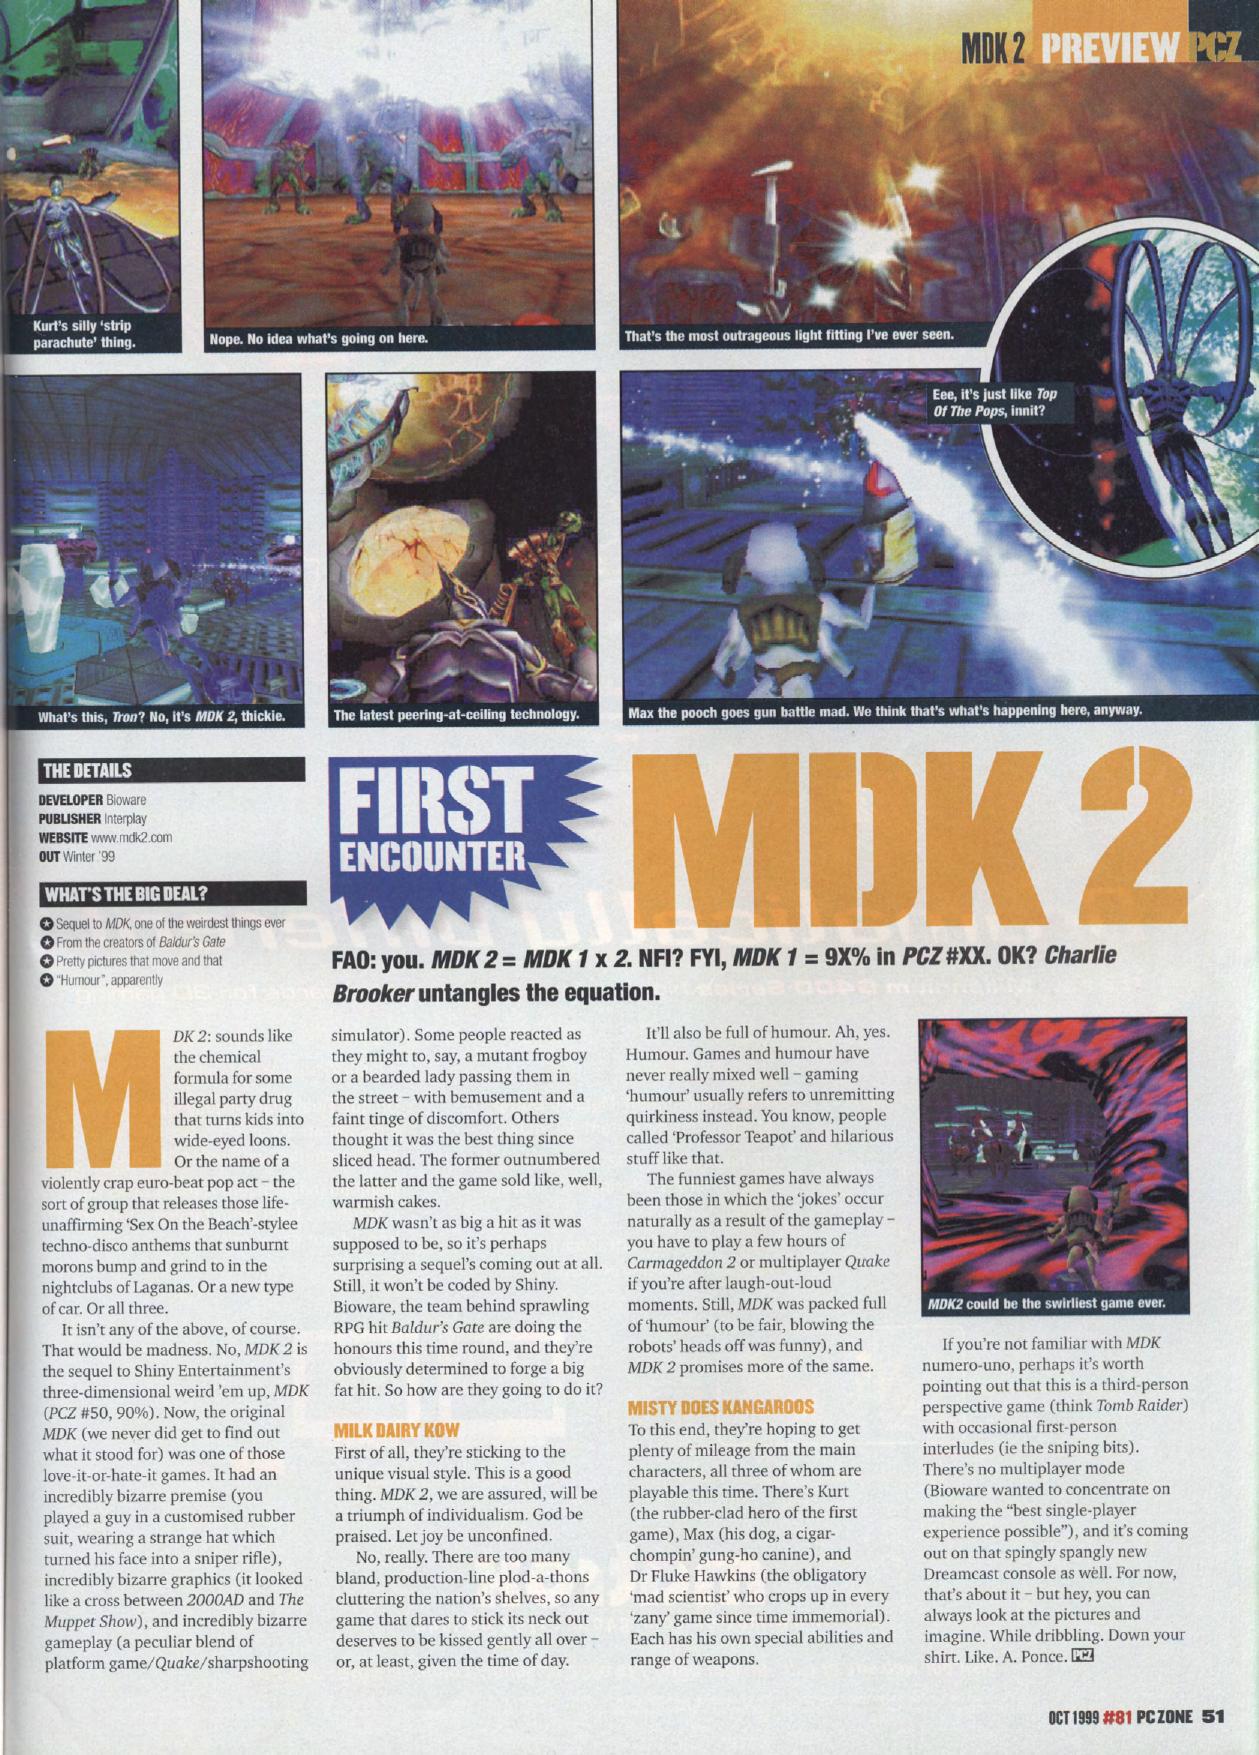 MDK 2 PREVIEW PCZ
Kurt's silly 'strip
parachute' thing.
Nope. No idea what's going on here.
That's the most outrageous light fitting I've ever seen.
Eee, it's just like Top
Of The Pops, innit?
What's this, Tron? No, it's MDK 2, thickie.
The latest peering-at-ceiling technology.
Max the pooch goes gun battle mad. We think that's what's happening here, anyway.
THE DETAILS
DEVELOPER Bioware
PUBLISHER Interplay
WEBSITE www.mdk2.com
OUT Winter '99
WHAT'S THE BIG DEAL?
Sequel to MDK, one of the weirdest things ever
From the creators of Baldur's Gate
Pretty pictures that move and that
"Humour", apparently
FIRST
ENCOUNTER
MDK 2
FAO: you. MDK 2 = MDK 1 x 2. NFI? FYI, MDK 1 = 9X% in PCZ #XX. OK? Charlie
Brooker untangles the equation.
MDK 2: sounds like
the chemical
formula for some
illegal party drug
that turns kids into
wide-eyed loons.
Or the name of a
violently crap euro-beat pop act – the
sort of group that releases those life-
unaffirming 'Sex On the Beach'-stylee
techno-disco anthems that sunburnt
morons bump and grind to in the
nightclubs of Laganas. Or a new type
of car. Or all three.
It isn't any of the above, of course.
That would be madness. No, MDK 2 is
the sequel to Shiny Entertainment's
three-dimensional weird 'em up, MDK
(PCZ #50, 90%). Now, the original
MDK (we never did get to find out
what it stood for) was one of those
love-it-or-hate-it games. It had an
incredibly bizarre premise (you
played a guy in a customised rubber
suit, wearing a strange hat which
turned his face into a sniper rifle),
incredibly bizarre graphics (it looked
like a cross between 2000AD and The
Muppet Show), and incredibly bizarre
gameplay (a peculiar blend of
platform game/Quake/sharpshooting
simulator). Some people reacted as
they might to, say, a mutant frogboy
or a bearded lady passing them in
the street – with bemusement and a
faint tinge of discomfort. Others
thought it was the best thing since
sliced head. The former outnumbered
the latter and the game sold like, well,
warmish cakes.
MDK wasn't as big a hit as it was
supposed to be, so it's perhaps
surprising a sequel's coming out at all.
Still, it won't be coded by Shiny.
Bioware, the team behind sprawling
RPG hit Baldur's Gate are doing the
honours this time round, and they're
obviously determined to forge a big
fat hit. So how are they going to do it?
MILK DAIRY KOW
First of all, they're sticking to the
unique visual style. This is a good
thing. MDK 2, we are assured, will be
a triumph of individualism. God be
praised. Let joy be unconfined.
No, really. There are too many
bland, production-line plod-a-thons
cluttering the nation's shelves, so any
game that dares to stick its neck out
deserves to be kissed gently all over –
or, at least, given the time of day.
It'll also be full of humour. Ah, yes.
Humour. Games and humour have
never really mixed well – gaming
'humour' usually refers to unremitting
quirkiness instead. You know, people
called 'Professor Teapot' and hilarious
stuff like that.
The funniest games have always
been those in which the 'jokes' occur
naturally as a result of the gameplay –
you have to play a few hours of
Carmageddon 2 or multiplayer Quake
if you're after laugh-out-loud
moments. Still, MDK was packed full
of 'humour' (to be fair, blowing the
robots' heads off was funny), and
MDK 2 promises more of the same.
MISTY DOES KANGAROOS
To this end, they're hoping to get
plenty of mileage from the main
characters, all three of whom are
playable this time. There's Kurt
(the rubber-clad hero of the first
game), Max (his dog, a cigar-
chompin' gung-ho canine), and
Dr Fluke Hawkins (the obligatory
'mad scientist' who crops up in every
'zany' game since time immemorial).
Each has his own special abilities and
range of weapons.
MDK2 could be the swirliest game ever.
If you're not familiar with MDK
numero-uno, perhaps it's worth
pointing out that this is a third-person
perspective game (think Tomb Raider)
with occasional first-person
interludes (ie the sniping bits).
There's no multiplayer mode
(Bioware wanted to concentrate on
making the "best single-player
experience possible"), and it's coming
out on that spingly spangly new
Dreamcast console as well. For now,
that's about it – but hey, you can
always look at the pictures and
imagine. While dribbling. Down your
shirt. Like. A. Ponce. PCZ
OCT 1999 #81 PC ZONE 51